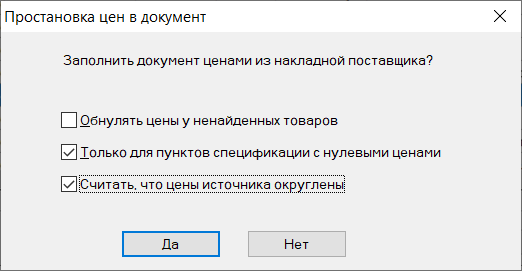 Простановка цен в документ
Заполнить документ ценами из накладной поставщика?
Обнулять цены у ненайденных товаров
Только для пунктов спецификации с нулевыми ценами
Считать, что цены источника округлены
Да
Нет